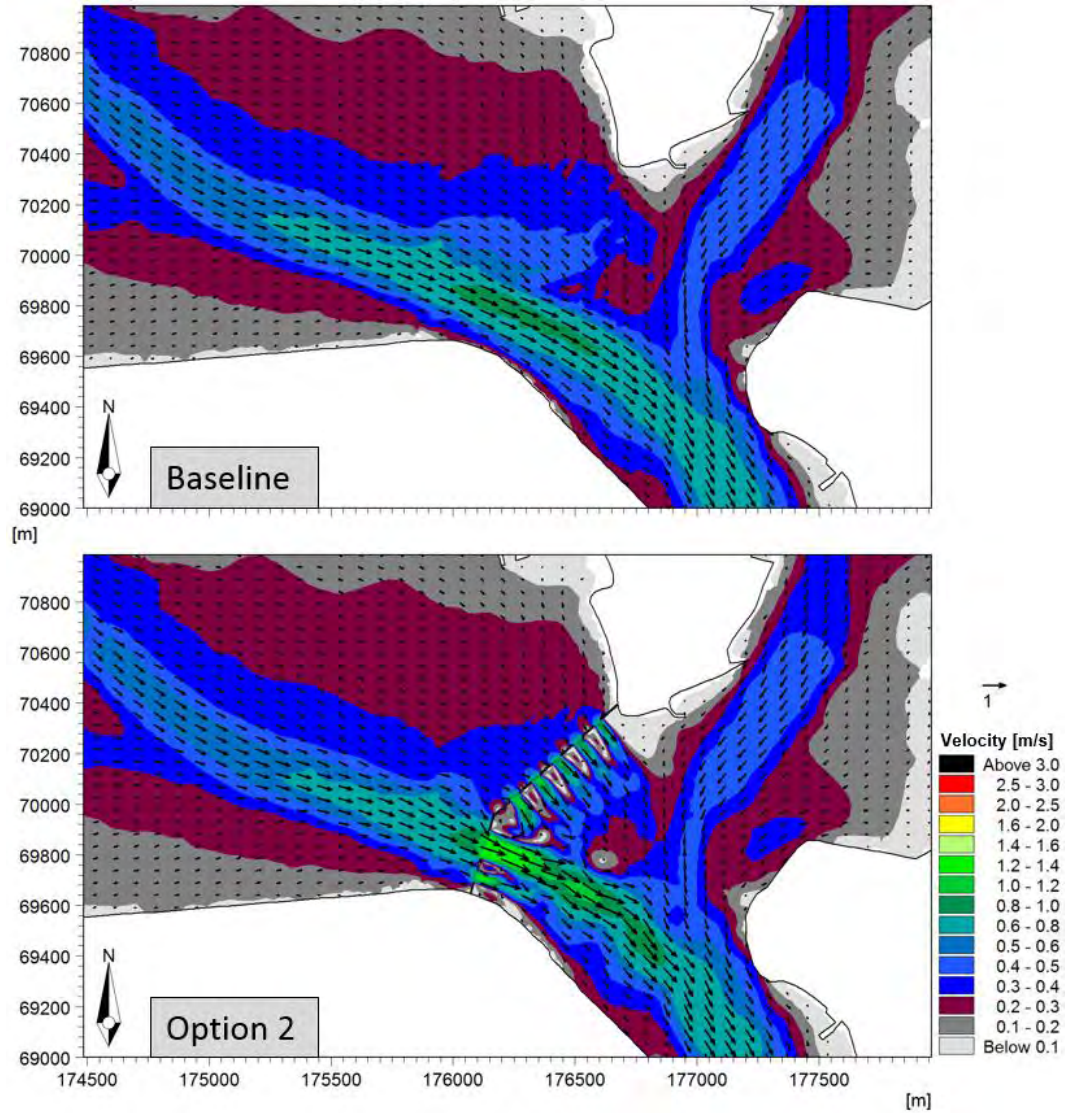 70800
70600
70400
70200
70000
69800
69600
69400
69200
69000
N
Baseline
[m]
70800
70600
70400
70200
70000
69800
69600
69400
69200
69000
N
Option 2
174500 175000 175500 176000 176500 177000 177500
[m]
1
Velocity [m/s]
Above 3.0
2.5 - 3.0
2.0 - 2.5
1.6 - 2.0
1.4 - 1.6
1.2 - 1.4
1.0 - 1.2
0.8 - 1.0
0.6 - 0.8
0.5 - 0.6
0.4 - 0.5
0.3 - 0.4
0.2 - 0.3
0.1 - 0.2
Below 0.1